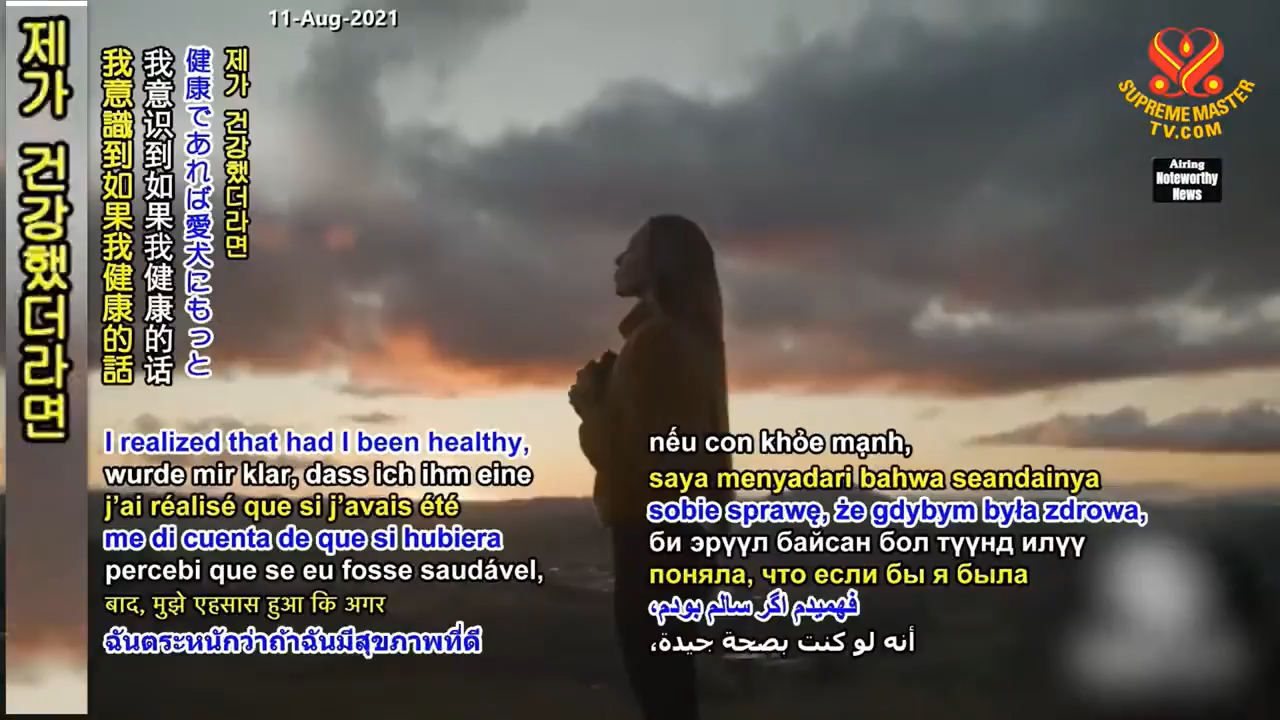 11-Aug-2021
제가 건강했더라면
제가 건강했더라면
健康であれば愛犬にもっと
我意识到如果我健康的话
我意識到如果我健康的話
SUPREME MASTER
TV.COM
Airing
Noteworthy
News
I realized that had I been healthy,
wurde mir klar, dass ich ihm eine
j’ai réalisé que si j’avais été
me di cuenta de que si hubiera
percebi que se eu fosse saudável,
बाद, मुझे एहसास हुआ कि अगर
ฉันตระหนักว่าถ้าฉันมีสุขภาพที่ดี
nếu con khỏe mạnh,
saya menyadari bahwa seandainya
sobie sprawę, że gdybym była zdrowa,
би эрүүл байсан бол түүнд илүү
поняла, что если бы я была
فهمیدم اگر سالم بودم،
أنه لو كنت بصحة جيدة،